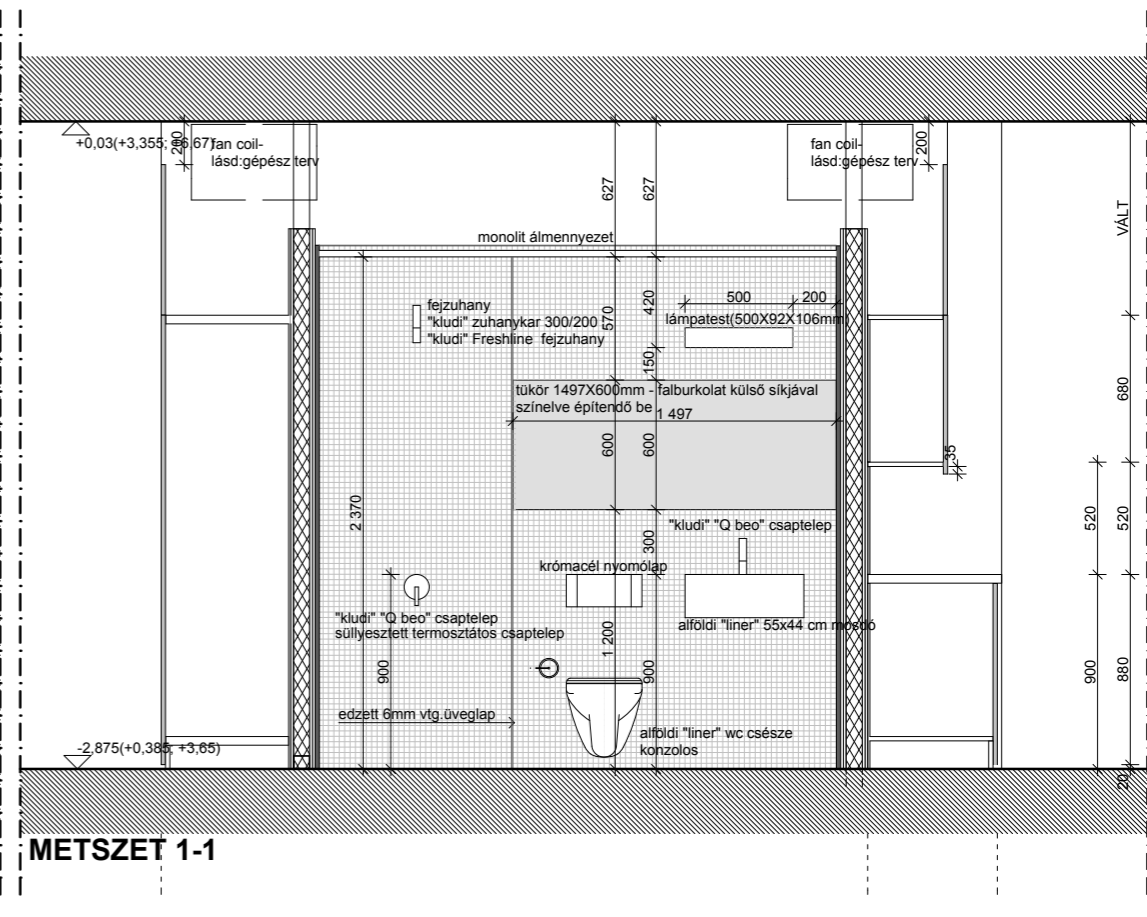 +0,03(+3,355; +6,67)
200
fan coil-
lásd:gépész terv
fan coil-
lásd:gépész terv
200
627
627
VÁLT
monolit álmennyezet
fejzuhany
"kludi" zuhanykar 300/200
"kludi" Freshline fejzuhany
570
420
500
200
lámpatest(500X92X106mm)
150
tükör 1497X600mm - falburkolat külső síkjával
színelve építendő be
1 497
680
600
600
35
2 370
520
520
"kludi" "Q beo" csaptelep
300
krómacél nyomólap
"kludi" "Q beo" csaptelep
süllyesztett termosztátos csaptelep
alföldi "liner" 55x44 cm mosdó
1 200
900
900
900
880
edzett 6mm vtg.üveglap
alföldi "liner" wc csésze
konzolos
-2,875(+0,385; +3,65)
20
METSZET 1-1